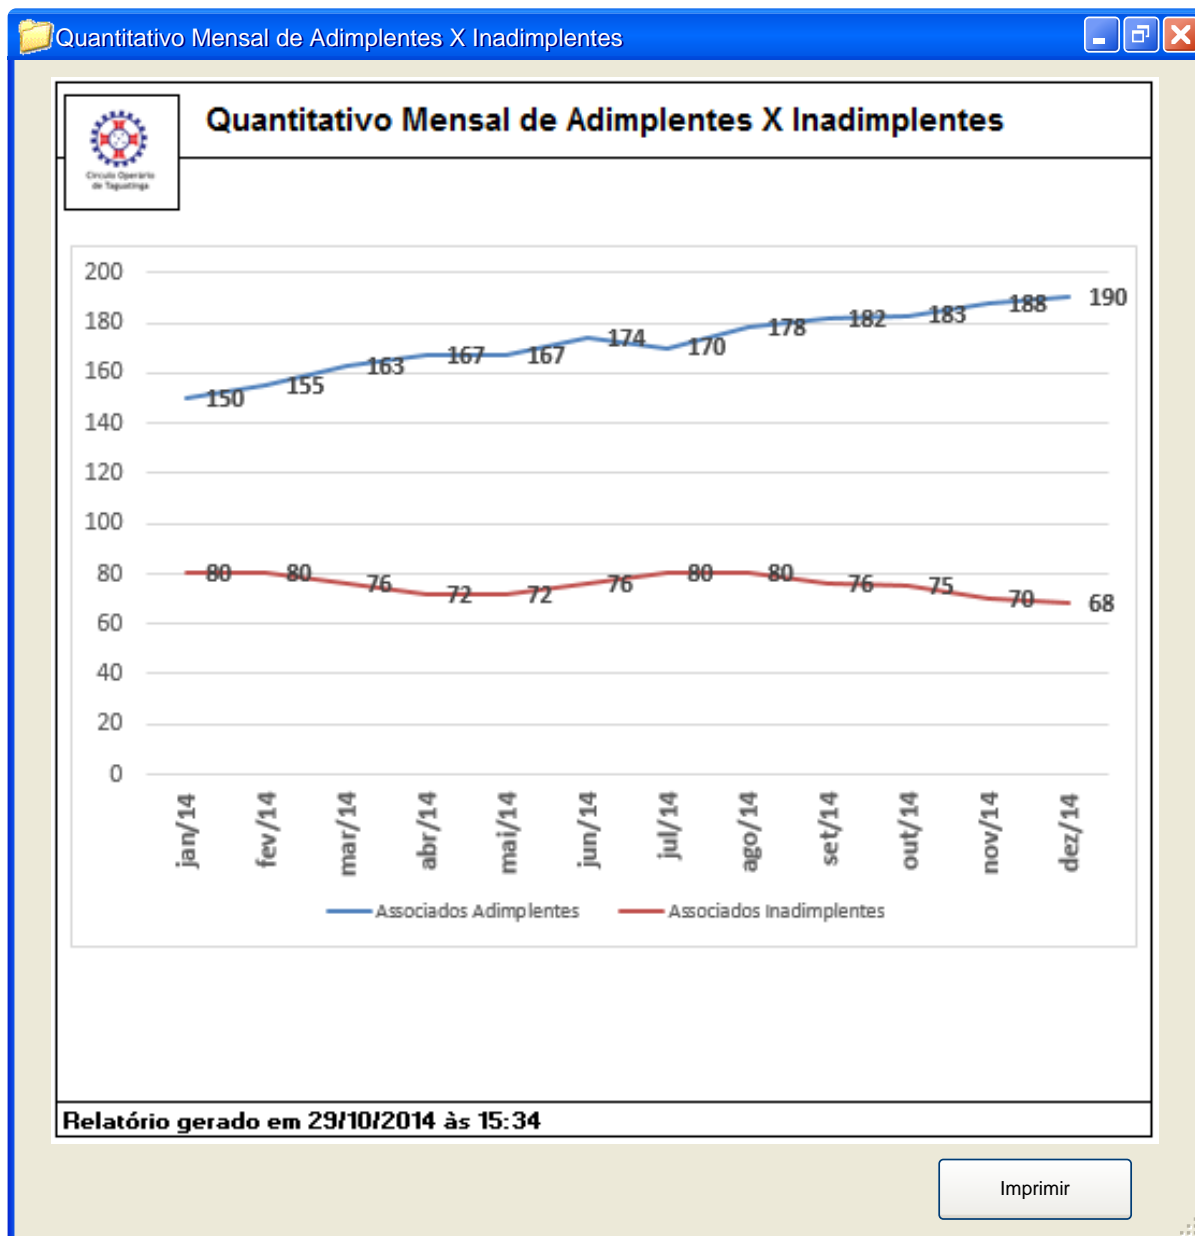 Quantitativo Mensal de Adimplentes X Inadimplentes
Quantitativo Mensal de Adimplentes X Inadimplentes
Circulo Operário
de Taguatinga
200
180
160
140
120
100
80
60
40
20
0
150 155 163 167 167 174 170 178 182 183 188 190
80 80 76 72 72 76 80 80 76 75 70 68
jan/14 fev/14 mar/14 abr/14 mai/14 jun/14 jul/14 ago/14 set/14 out/14 nov/14 dez/14
Associados Adimplentes Associados Inadimplentes
Relatório gerado em 29/10/2014 às 15:34
Imprimir